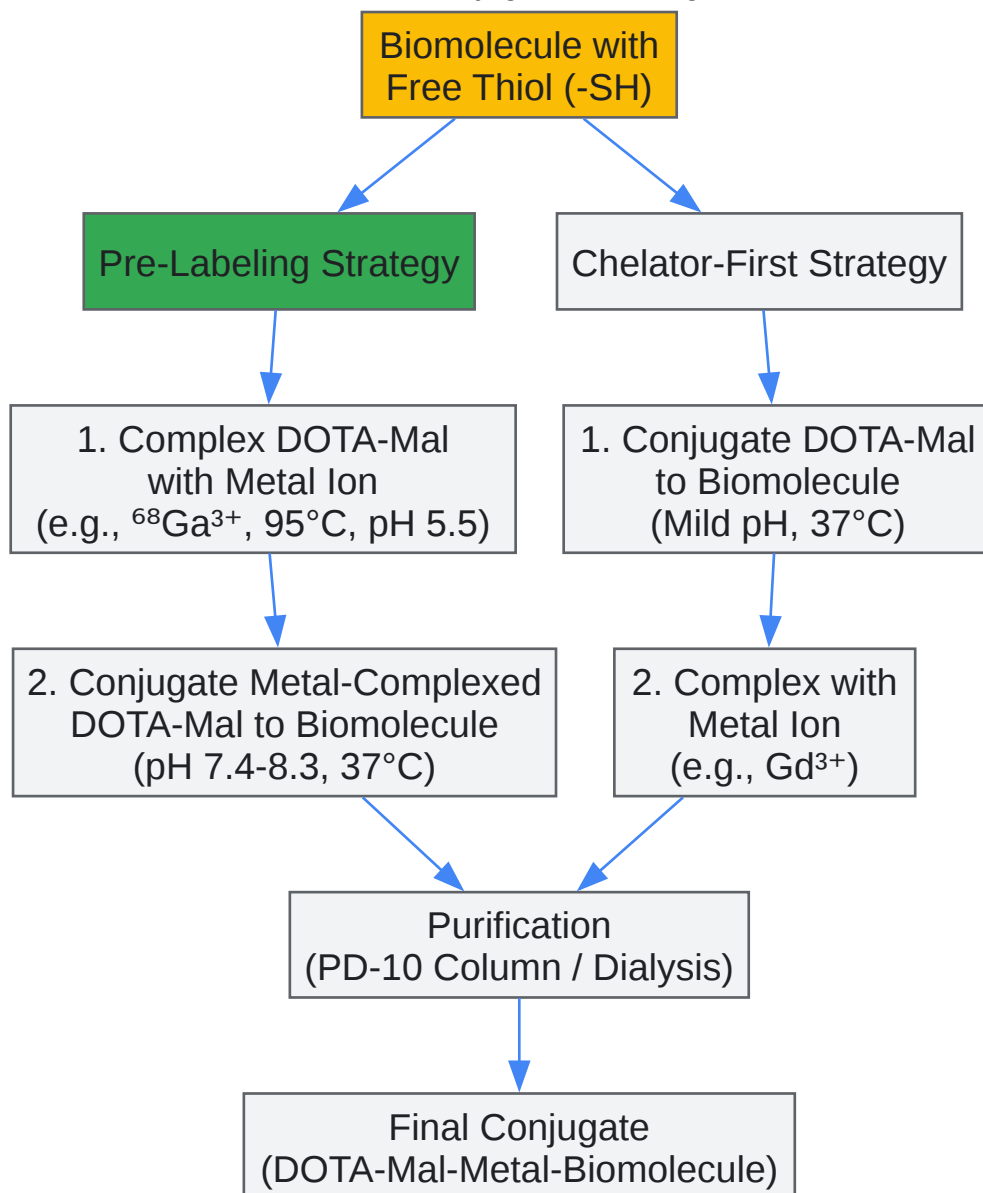 Biomolecule with
Free Thiol (-SH)
Pre-Labeling Strategy
Chelator-First Strategy
1. Complex DOTA-Mal
with Metal Ion
(e.g., ⁶⁸Ga³⁺, 95°C, pH 5.5)
1. Conjugate DOTA-Mal
to Biomolecule
(Mild pH, 37°C)
2. Conjugate Metal-Complexed
DOTA-Mal to Biomolecule
(pH 7.4-8.3, 37°C)
2. Complex with
Metal Ion
(e.g., Gd³⁺)
Purification
(PD-10 Column / Dialysis)
Final Conjugate
(DOTA-Mal-Metal-Biomolecule)